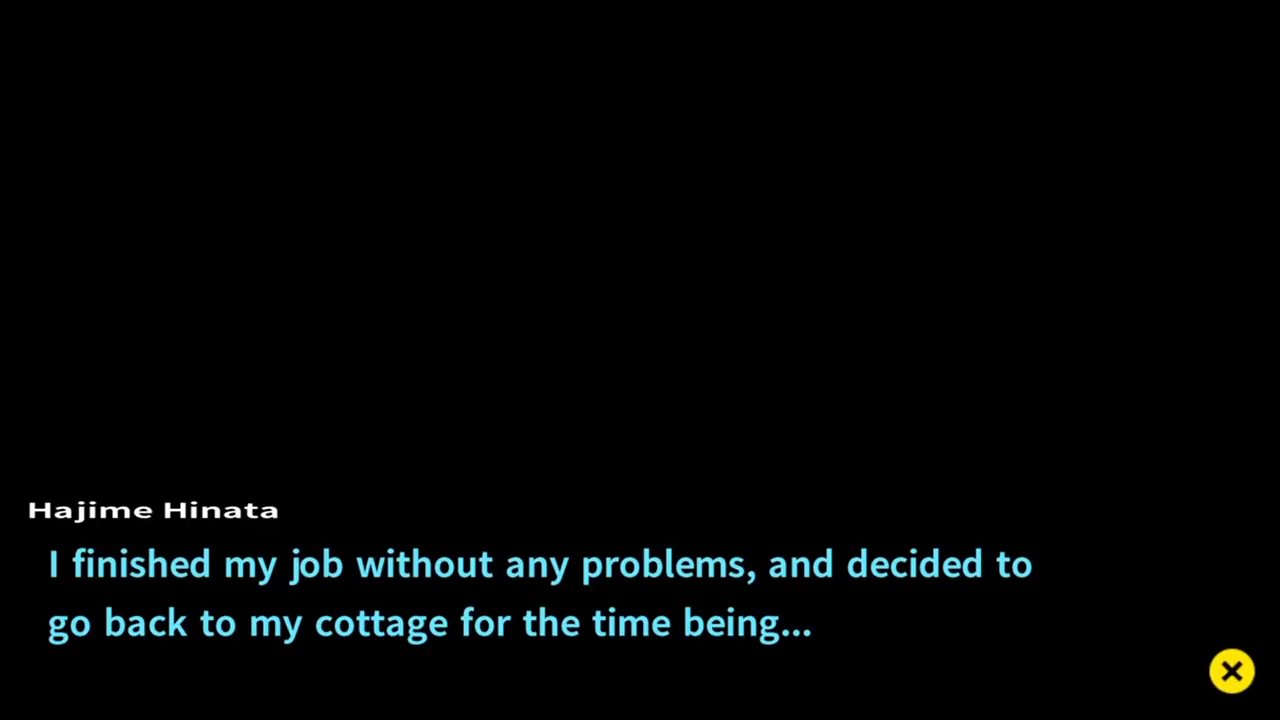 Hajime Hinata
I finished my job without any problems, and decided to
go back to my cottage for the time being...